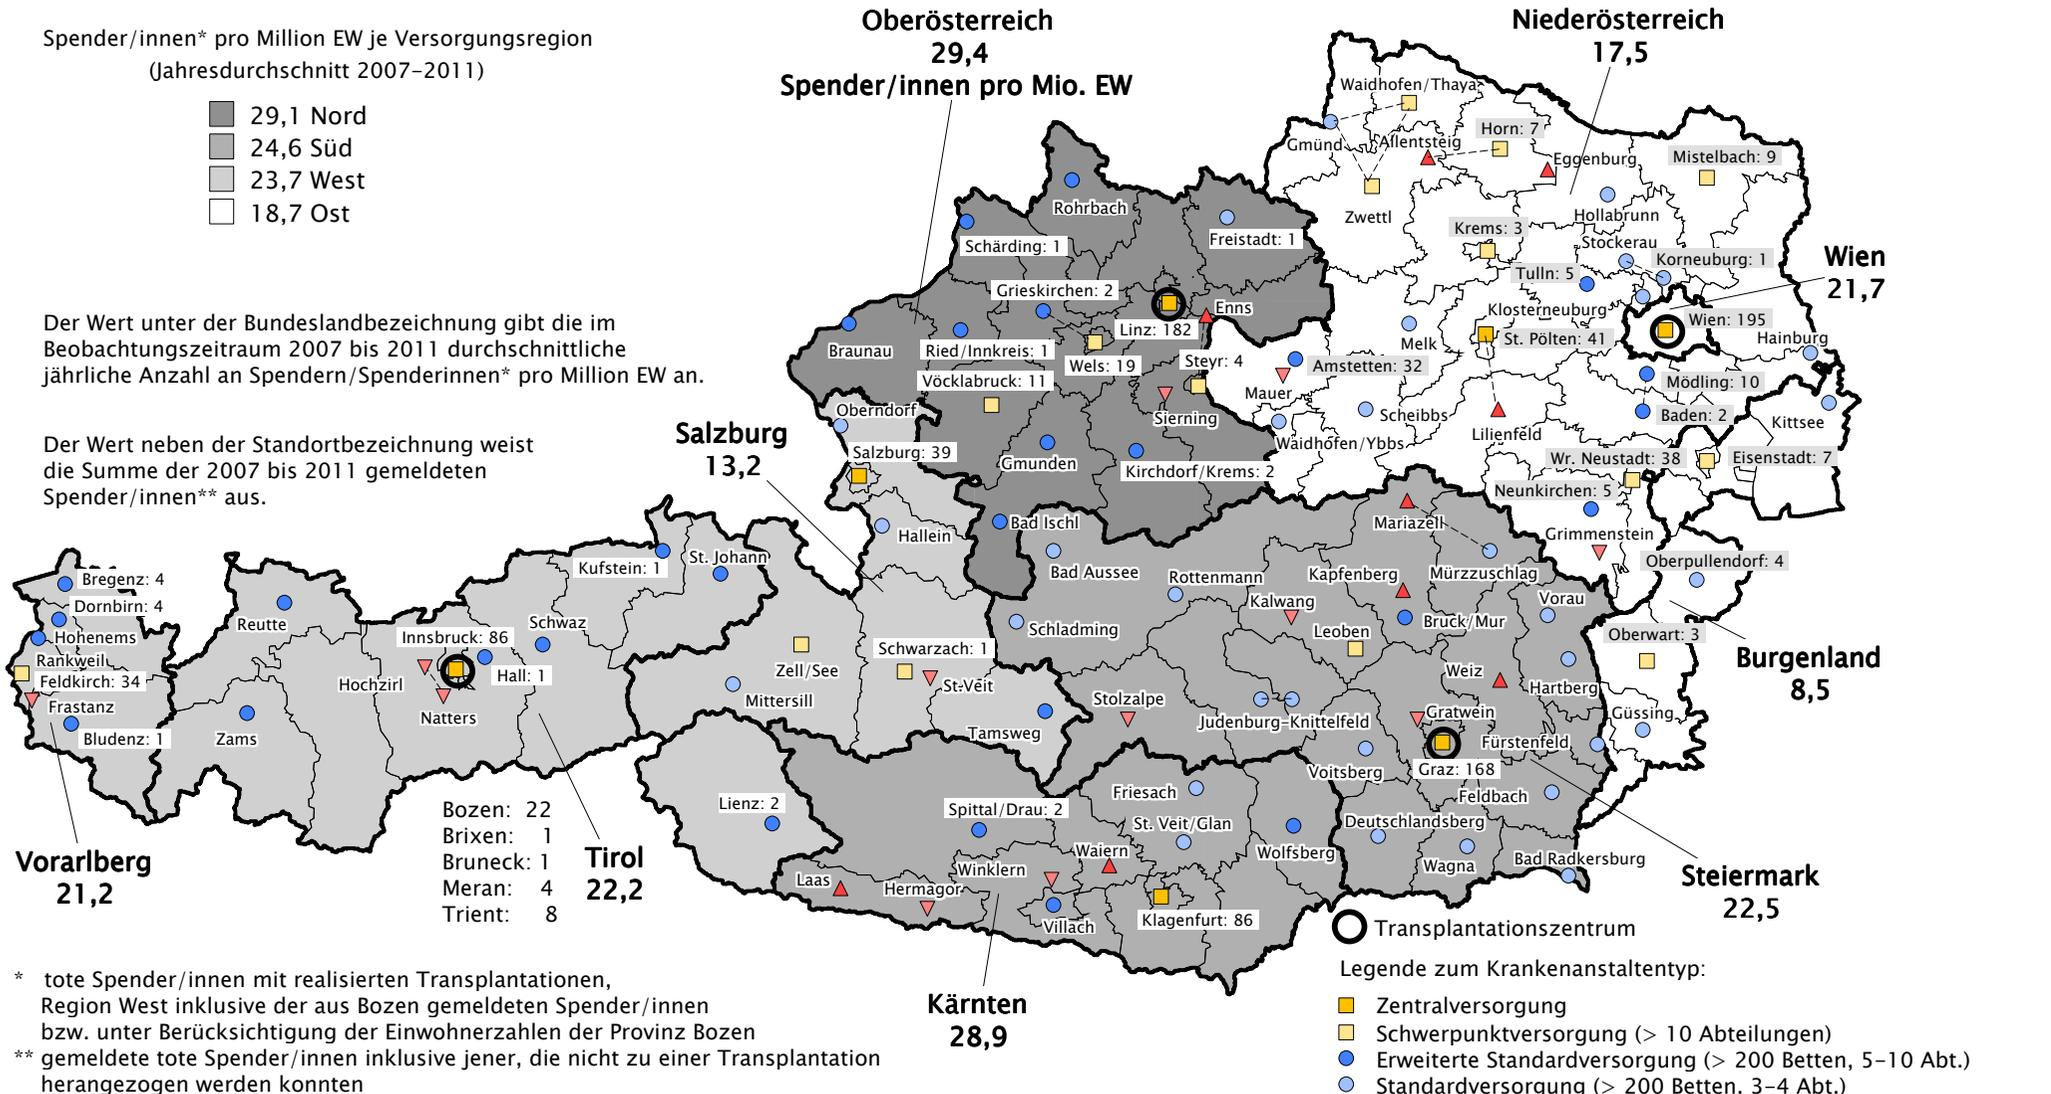 Spender/innen* pro Million EW je Versorgungsregion
(Jahresdurchschnitt 2007–2011)
29,1 Nord
24,6 Süd
23,7 West
18,7 Ost
Der Wert unter der Bundeslandbezeichnung gibt die im
Beobachtungszeitraum 2007 bis 2011 durchschnittliche
jährliche Anzahl an Spendern/Spenderinnen* pro Million EW an.
Der Wert neben der Standortbezeichnung weist
die Summe der 2007 bis 2011 gemeldeten
Spender/innen** aus.
Oberösterreich
29,4
Spender/innen pro Mio. EW
Niederösterreich
17,5
Wien
21,7
Salzburg
13,2
Burgenland
8,5
Vorarlberg
21,2
Tirol
22,2
Kärnten
28,9
Steiermark
22,5
Waidhofen/Thaya
Gmünd
Allentsteig
Horn: 7
Eggenburg
Mistelbach: 9
Zwettl
Hollabrunn
Krems: 3
Stockerau
Korneuburg: 1
Tulln: 5
Klosterneuburg
Wien: 195
St. Pölten: 41
Hainburg
Melk
Amstetten: 32
Mauer
Mödling: 10
Baden: 2
Scheibbs
Kittsee
Waidhofen/Ybbs
Lilienfeld
Wr. Neustadt: 38
Eisenstadt: 7
Neunkirchen: 5
Grimmenstein
Oberpullendorf: 4
Oberwart: 3
Güssing
Rohrbach
Schärding: 1
Freistadt: 1
Grieskirchen: 2
Enns
Linz: 182
Braunau
Ried/Innkreis: 1
Wels: 19
Steyr: 4
Vöcklabruck: 11
Sierning
Gmunden
Kirchdorf/Krems: 2
Bad Ischl
Oberndorf
Salzburg: 39
Hallein
Schwarzach: 1
St.Veit
Zell/See
Mittersill
Tamsweg
Mariazell
Bad Aussee
Rottenmann
Kapfenberg
Mürzzuschlag
Kalwang
Vorau
Schladming
Leoben
Bruck/Mur
Weiz
Hartberg
Stolzalpe
Judenburg-Knittelfeld
Gratwein
Fürstenfeld
Graz: 168
Voitsberg
Feldbach
Deutschlandsberg
Wagna
Bad Radkersburg
Friesach
Spittal/Drau: 2
St. Veit/Glan
Wolfsberg
Waiern
Winklern
Laas
Hermagor
Villach
Klagenfurt: 86
Kufstein: 1
St. Johann
Reutte
Schwaz
Innsbruck: 86
Hall: 1
Hochzirl
Natters
Zams
Lienz: 2
Bregenz: 4
Dornbirn: 4
Hohenems
Rankweil
Feldkirch: 34
Frastanz
Bludenz: 1
Bozen: 22
Brixen: 1
Bruneck: 1
Meran: 4
Trient: 8
* tote Spender/innen mit realisierten Transplantationen,
Region West inklusive der aus Bozen gemeldeten Spender/innen
bzw. unter Berücksichtigung der Einwohnerzahlen der Provinz Bozen
** gemeldete tote Spender/innen inklusive jener, die nicht zu einer Transplantation
herangezogen werden konnten
Transplantationszentrum
Legende zum Krankenanstaltentyp:
Zentralversorgung
Schwerpunktversorgung (> 10 Abteilungen)
Erweiterte Standardversorgung (> 200 Betten, 5–10 Abt.)
Standardversorgung (> 200 Betten, 3–4 Abt.)